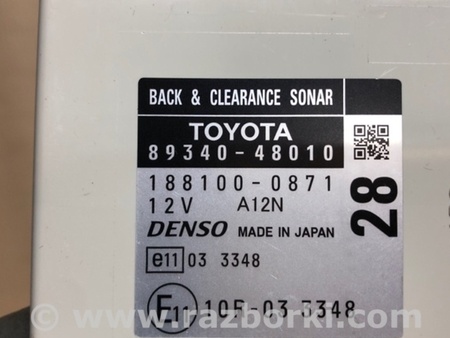 BACK & CLEARANCE SONAR
TOYOTA
89340-48010
188100-0871
12V A12N
DENSO MADE IN JAPAN
e11 03 3348
E11 10R-03 3348
28
www.razborki.com